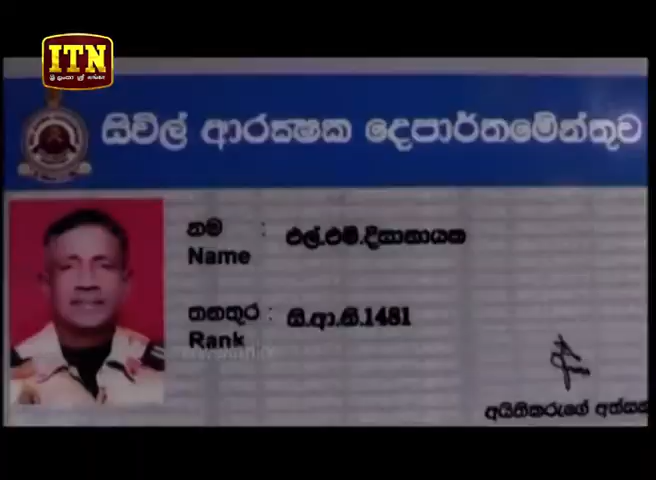 ITN
සිවිල් ආරක්ෂක දෙපාර්තමේන්තුව
නම :
Name
එල්.එම්.දිසානායක
තනතුර :
Rank
සි.ආ.නි.1481
අයිතිකරුගේ අත්සන